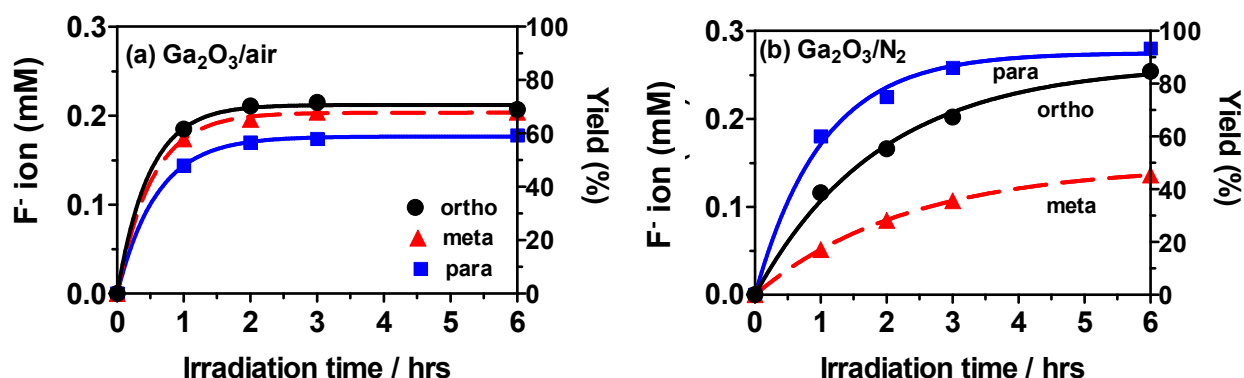 (a) Ga₂O₃/air
F⁻ ion (mM)
0.3
0.2
0.1
0.0
100
80
60
40
20
0
Yield (%)
ortho
meta
para
0 1 2 3 4 5 6
Irradiation time / hrs
(b) Ga₂O₃/N₂
F⁻ ion (mM)
0.3
0.2
0.1
0.0
100
80
60
40
20
0
Yield (%)
para
ortho
meta
0 1 2 3 4 5 6
Irradiation time / hrs